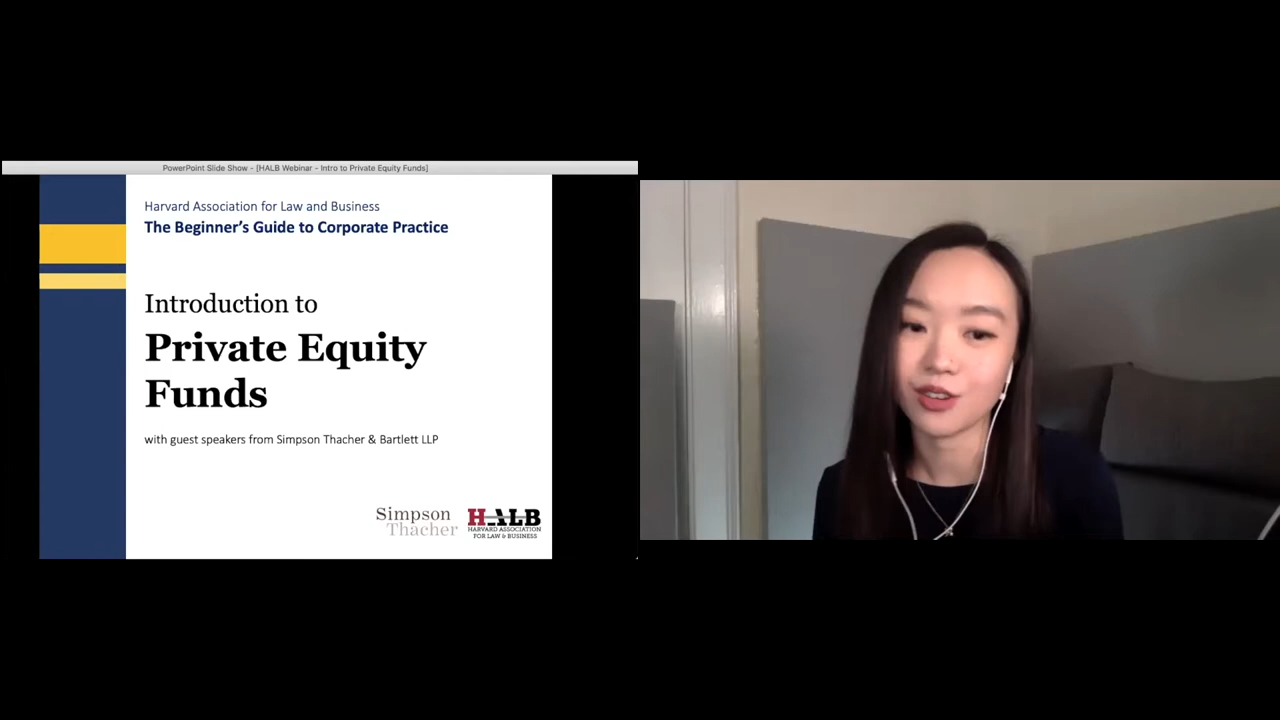 PowerPoint Slide Show - [HALB Webinar - Intro to Private Equity Funds]
Harvard Association for Law and Business
The Beginner's Guide to Corporate Practice
Introduction to
Private Equity
Funds
with guest speakers from Simpson Thacher & Bartlett LLP
Simpson
Thacher
HALB
HARVARD ASSOCIATION
FOR LAW & BUSINESS